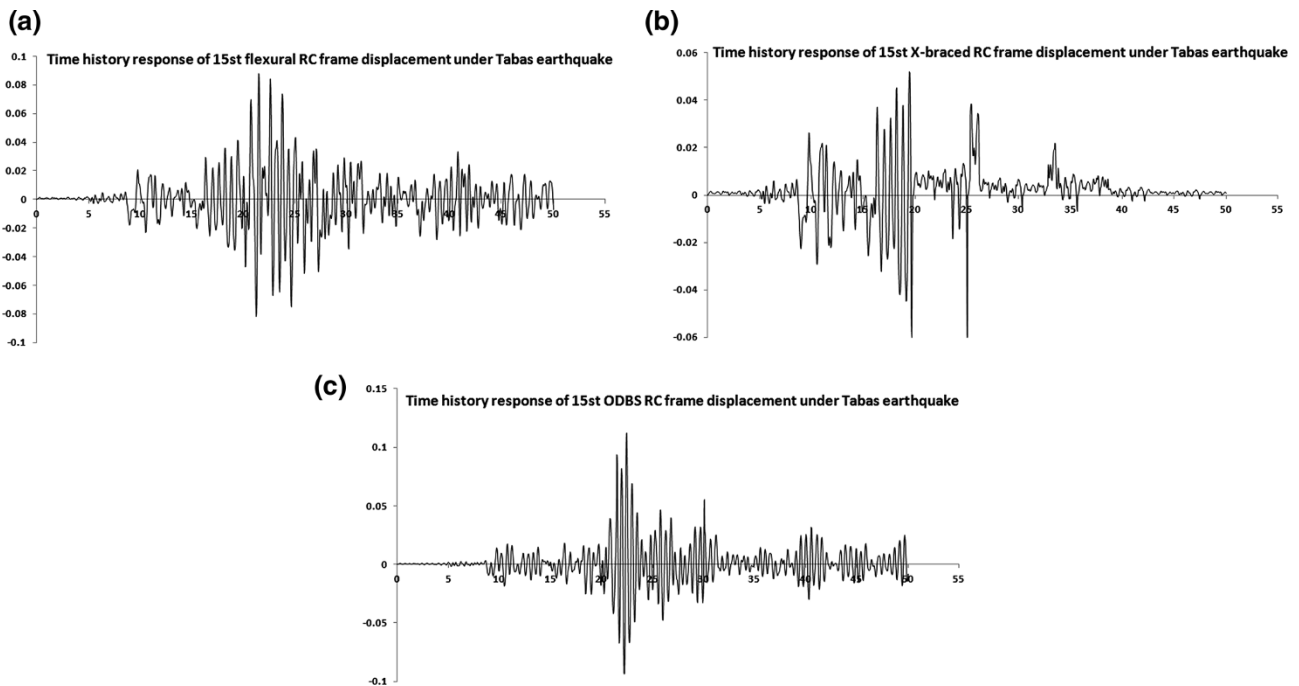 (a)
Time history response of 15st flexural RC frame displacement under Tabas earthquake
0.1
0.08
0.06
0.04
0.02
0
-0.02
-0.04
-0.06
-0.08
-0.1
0 5 10 15 20 25 30 35 40 45 50 55
(b)
Time history response of 15st X-braced RC frame displacement under Tabas earthquake
0.06
0.04
0.02
0
-0.02
-0.04
-0.06
0 5 10 15 20 25 30 35 40 45 50 55
(c)
Time history response of 15st ODBS RC frame displacement under Tabas earthquake
0.15
0.1
0.05
0
-0.05
-0.1
0 5 10 15 20 25 30 35 40 45 50 55